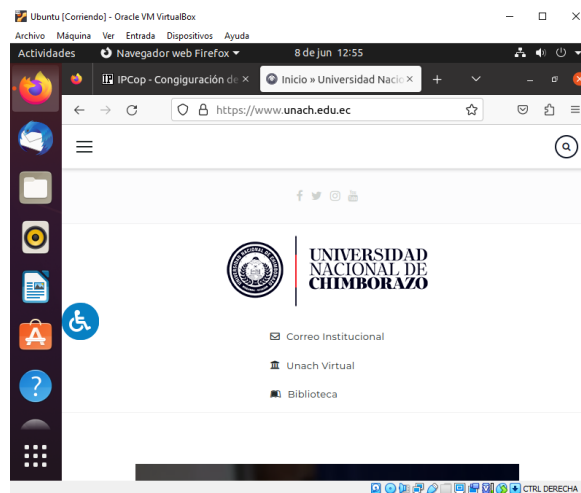 Ubuntu [Corriendo] - Oracle VM VirtualBox
Archivo Máquina Ver Entrada Dispositivos Ayuda
Actividades Navegador web Firefox 8 de jun 12:55
IPCop - Congiguración de Inicio » Universidad Nacio
https://www.unach.edu.ec
UNIVERSIDAD
NACIONAL DE
CHIMBORAZO
Correo Institucional
Unach Virtual
Biblioteca
CTRL DERECHA